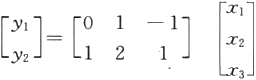 [y₁] = [0 1 −1] [x₁]
[y₂] [1 2 1] [x₂]
[x₃]